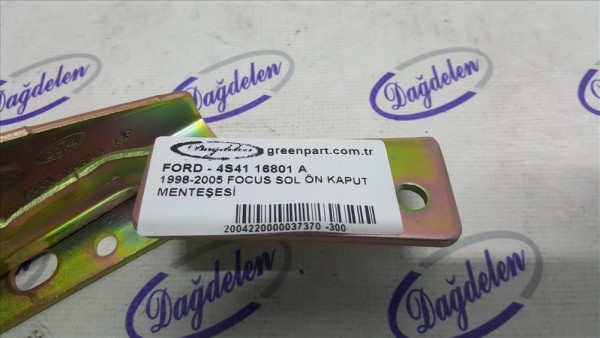 Dağdelen
Dağdelen
Dağdelen
Dağdelen greenpart.com.tr
FORD - 4S41 16801 A
1998-2005 FOCUS SOL ÖN KAPUT
MENTEŞESİ
2004220000037370 -300
Dağdelen
Dağdelen